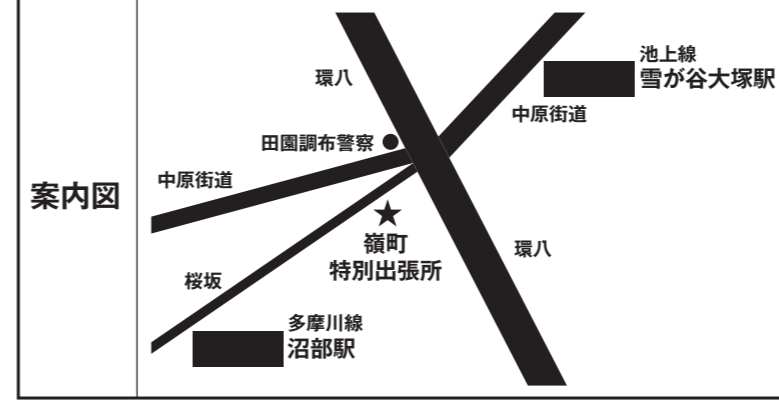 案内図
池上線
雪が谷大塚駅
環八
中原街道
田園調布警察
中原街道
嶺町
特別出張所
環八
桜坂
多摩川線
沼部駅